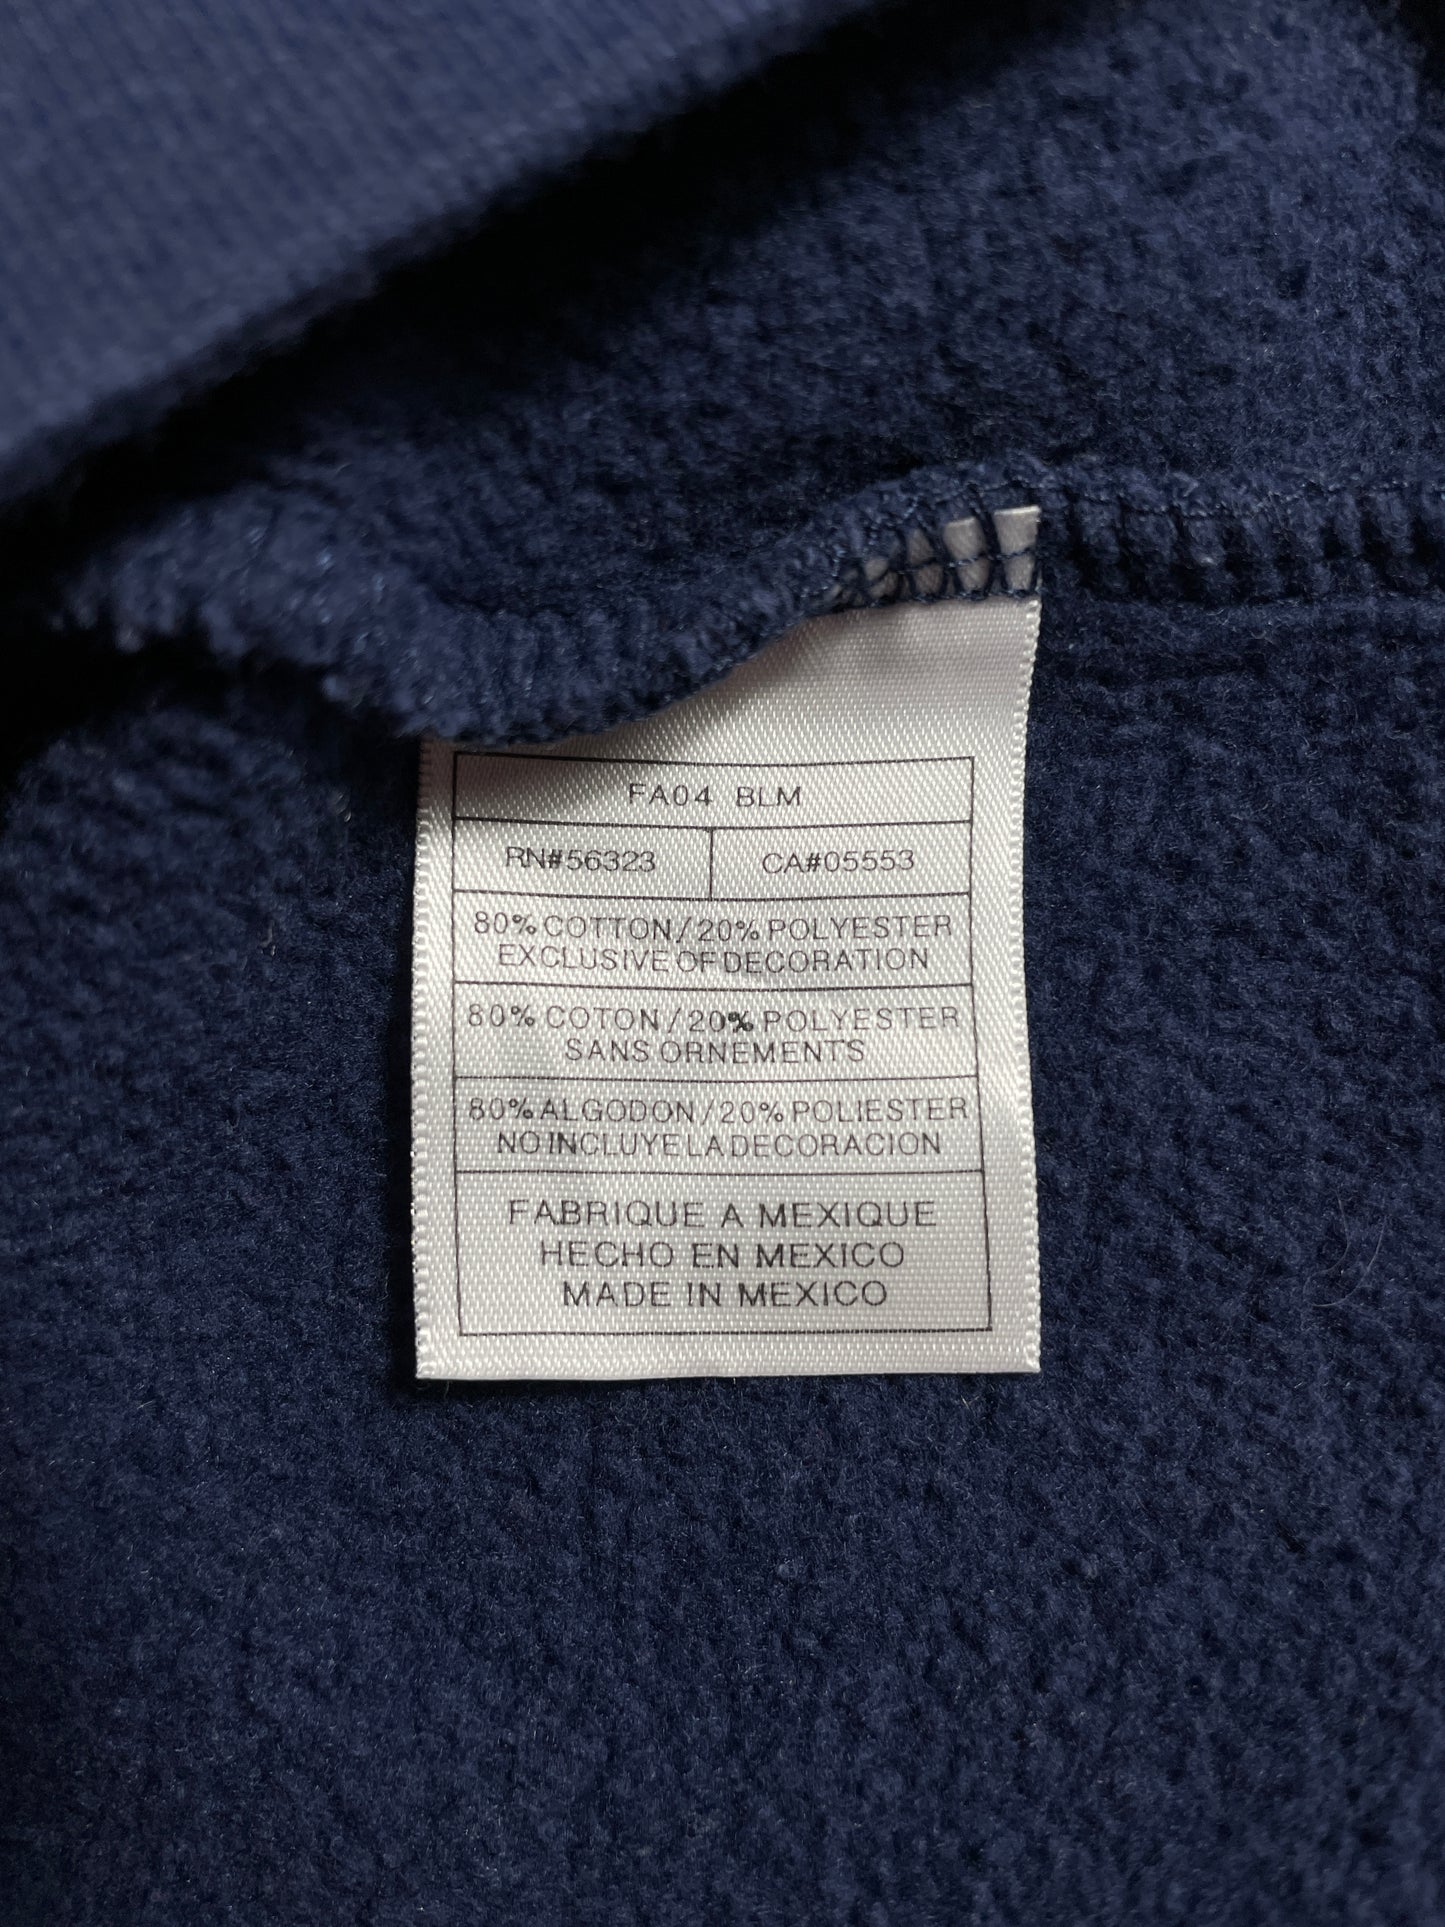 FA04 BLM
RN#56323 CA#05553
80% COTTON/20% POLYESTER
EXCLUSIVE OF DECORATION
80% COTON/20% POLYESTER
SANS ORNEMENTS
80% ALGODON/20% POLIESTER
NO INCLUYE LA DECORACION
FABRIQUE A MEXIQUE
HECHO EN MEXICO
MADE IN MEXICO